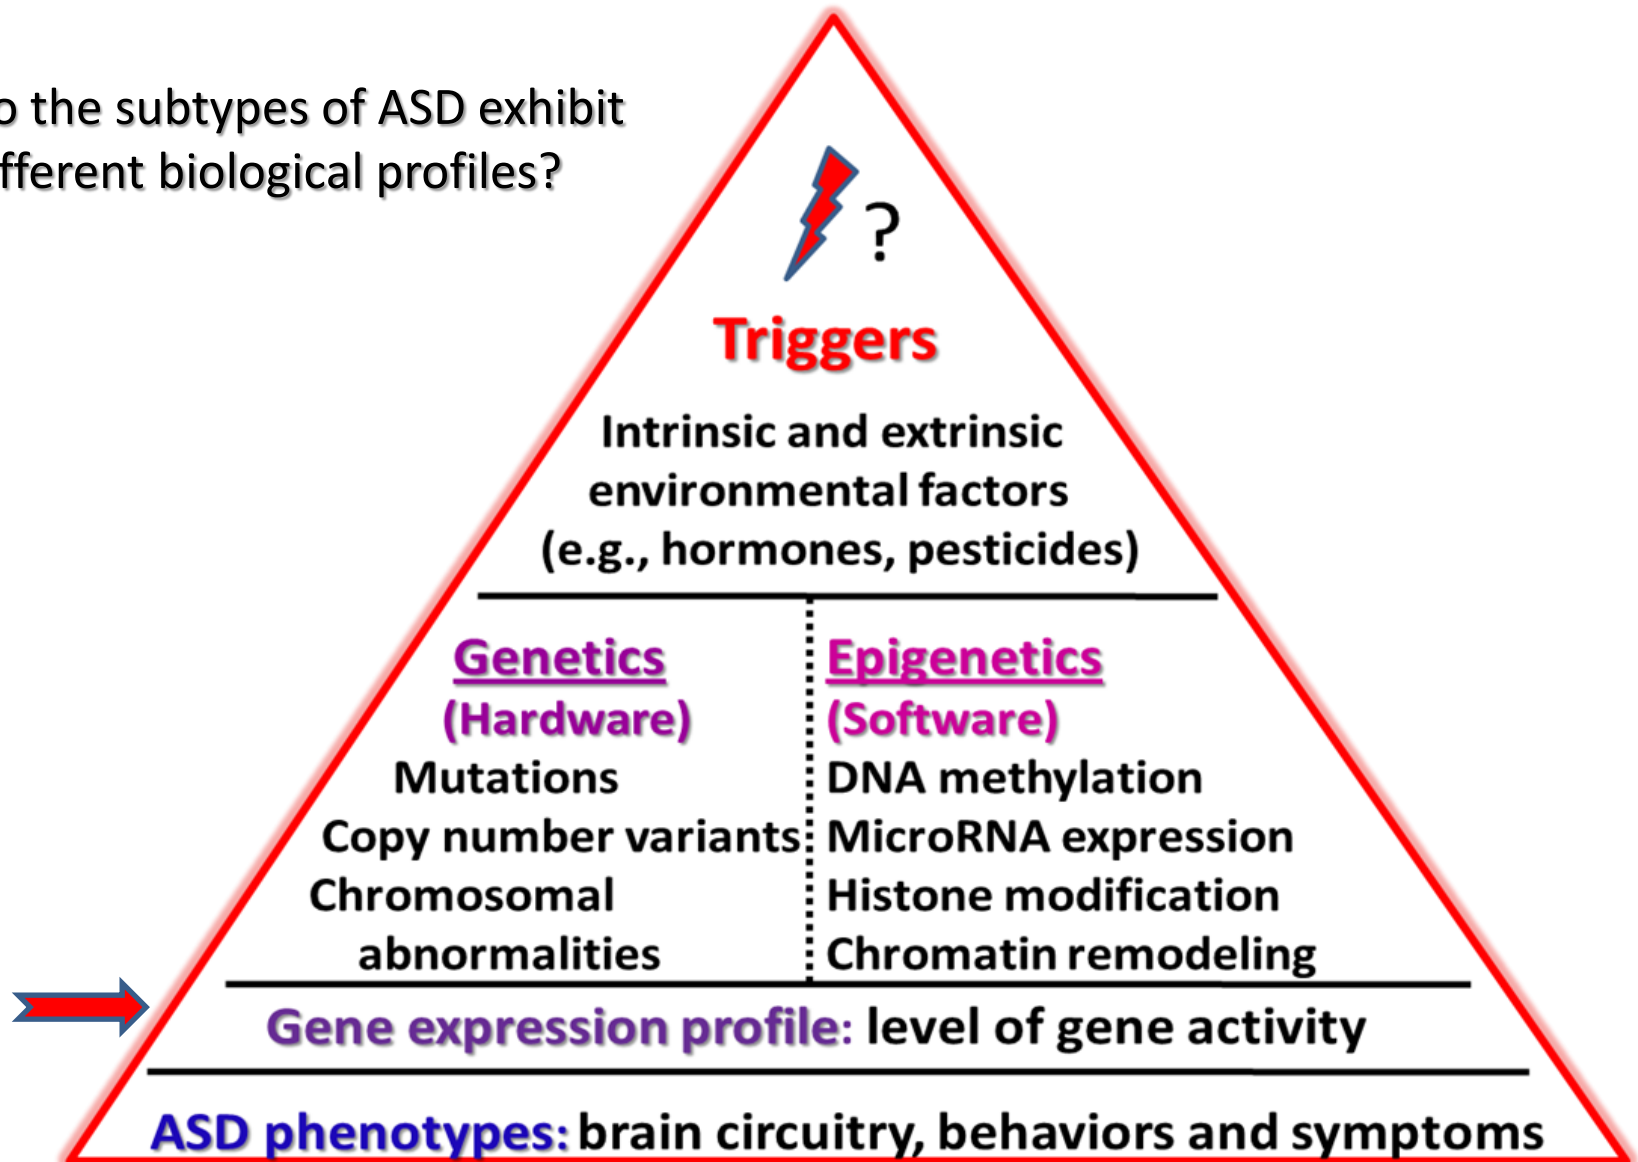 o the subtypes of ASD exhibit
fferent biological profiles?
?
Triggers
Intrinsic and extrinsic
environmental factors
(e.g., hormones, pesticides)
Genetics
(Hardware)
Mutations
Copy number variants
Chromosomal
abnormalities
Epigenetics
(Software)
DNA methylation
MicroRNA expression
Histone modification
Chromatin remodeling
Gene expression profile: level of gene activity
ASD phenotypes: brain circuitry, behaviors and symptoms